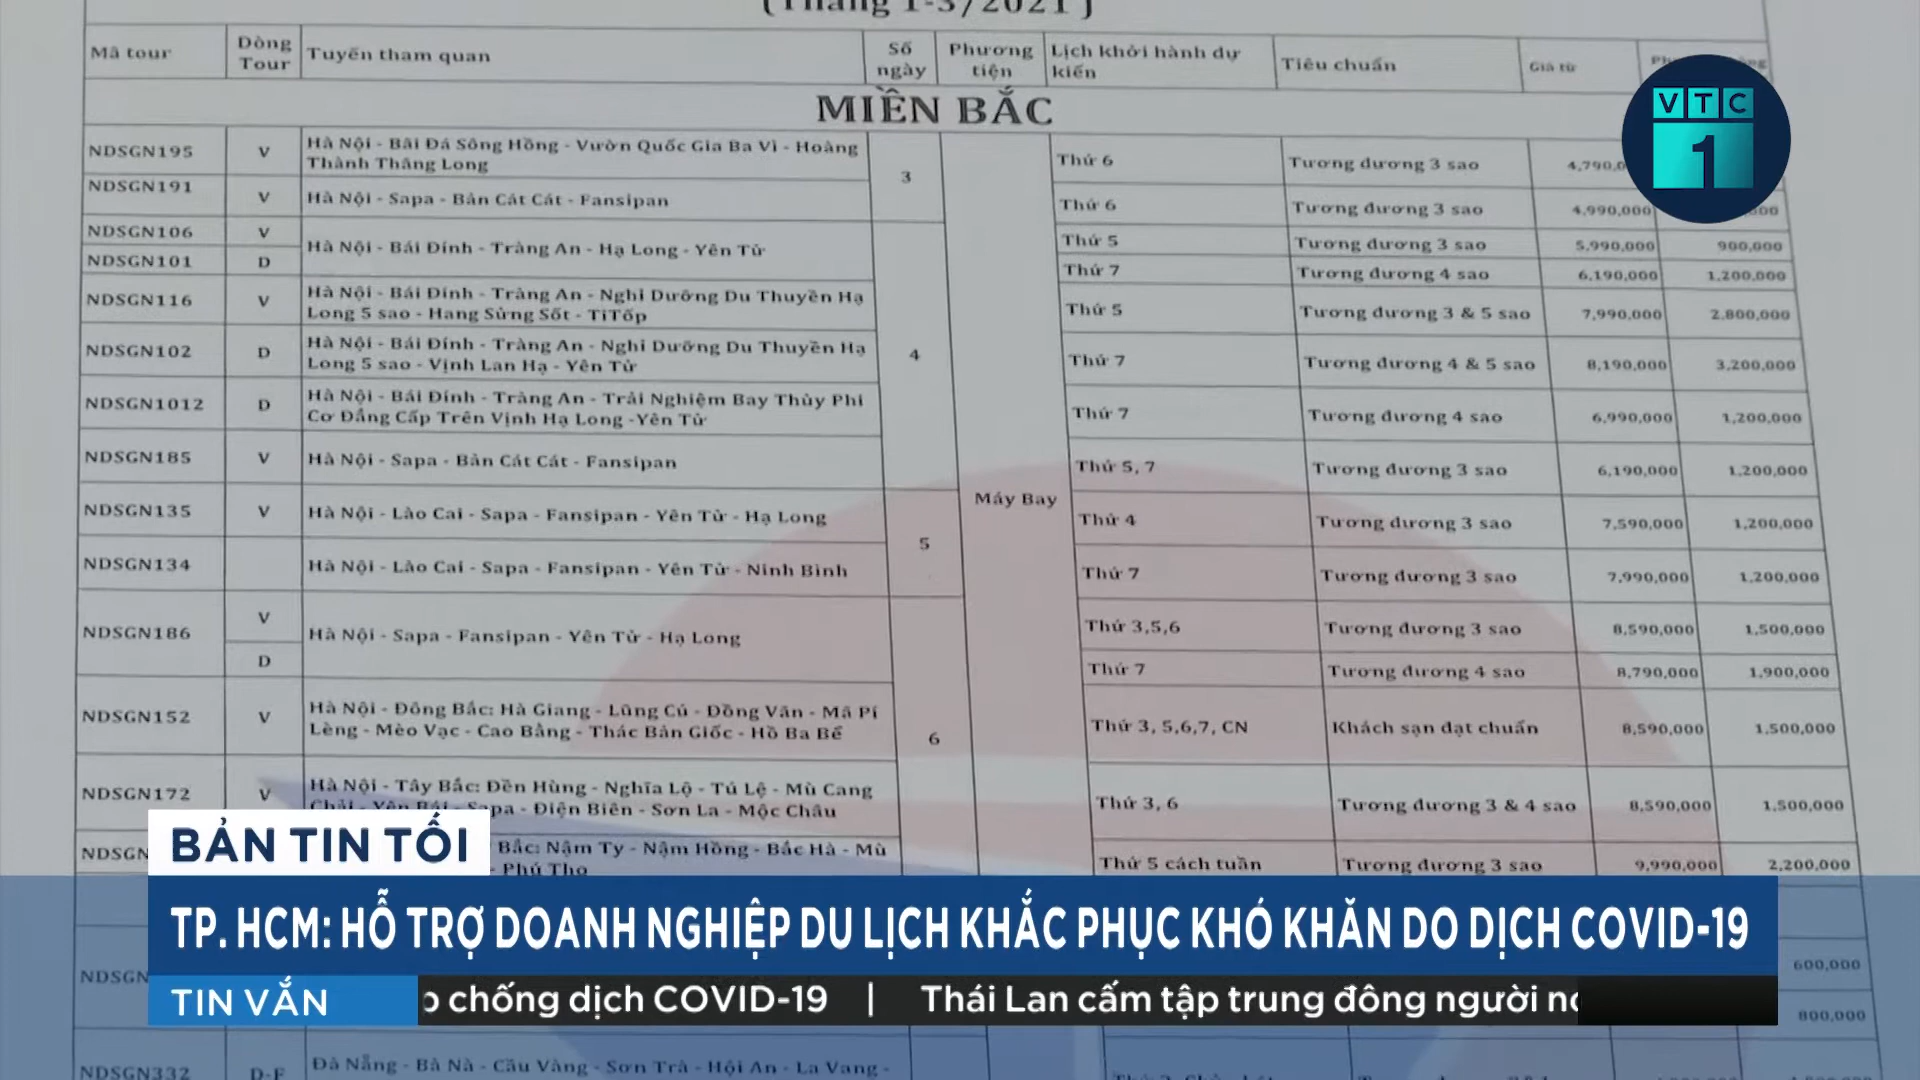 (Tháng 1-3/2021)
Mã tour Dòng Tour Tuyến tham quan Số ngày Phương tiện Lịch khởi hành dự kiến Tiêu chuẩn Giá từ
MIỀN BẮC
NDSGN195 V Hà Nội - Bãi Đá Sông Hồng - Vườn Quốc Gia Ba Vì - Hoàng Thành Thăng Long 3 Máy Bay Thứ 6 Tương đương 3 sao
NDSGN191 V Hà Nội - Sapa - Bản Cát Cát - Fansipan Thứ 6 Tương đương 3 sao 4,990,000
NDSGN106 V Hà Nội - Bái Đính - Tràng An - Hạ Long - Yên Tử 4 Thứ 5 Tương đương 3 sao 5,990,000 900,000
NDSGN101 D Thứ 7 Tương đương 4 sao 6,190,000 1,200,000
NDSGN116 V Hà Nội - Bái Đính - Tràng An - Nghỉ Dưỡng Du Thuyền Hạ Long 5 sao - Hang Sửng Sốt - TiTốp Thứ 5 Tương đương 3 & 5 sao 7,990,000 2,800,000
NDSGN102 D Hà Nội - Bái Đính - Tràng An - Nghỉ Dưỡng Du Thuyền Hạ Long 5 sao - Vịnh Lan Hạ - Yên Tử Thứ 7 Tương đương 4 & 5 sao 8,190,000 3,200,000
NDSGN1012 D Hà Nội - Bái Đính - Tràng An - Trải Nghiệm Bay Thủy Phi Cơ Đẳng Cấp Trên Vịnh Hạ Long -Yên Tử Thứ 7 Tương đương 4 sao 6,990,000 1,200,000
NDSGN185 V Hà Nội - Sapa - Bản Cát Cát - Fansipan Thứ 5, 7 Tương đương 3 sao 6,190,000 1,200,000
NDSGN135 V Hà Nội - Lào Cai - Sapa - Fansipan - Yên Tử - Hạ Long 5 Thứ 4 Tương đương 3 sao 7,590,000 1,200,000
NDSGN134 Hà Nội - Lào Cai - Sapa - Fansipan - Yên Tử - Ninh Bình Thứ 7 Tương đương 3 sao 7,990,000 1,200,000
NDSGN186 V Hà Nội - Sapa - Fansipan - Yên Tử - Hạ Long 6 Thứ 3,5,6 Tương đương 3 sao 8,590,000 1,500,000
D Thứ 7 Tương đương 4 sao 8,790,000 1,900,000
NDSGN152 V Hà Nội - Đông Bắc: Hà Giang - Lũng Cú - Đồng Văn - Mã Pí Lèng - Mèo Vạc - Cao Bằng - Thác Bản Giốc - Hồ Ba Bể Thứ 3, 5,6,7, CN Khách sạn đạt chuẩn 8,590,000 1,500,000
NDSGN172 V Hà Nội - Tây Bắc: Đền Hùng - Nghĩa Lộ - Tú Lệ - Mù Cang Chải - Yên Bái - Sapa - Điện Biên - Sơn La - Mộc Châu Thứ 3, 6 Tương đương 3 & 4 sao 8,590,000 1,500,000
NDSGN Bắc: Nậm Ty - Nậm Hồng - Bắc Hà - Mù - Phú Thọ Thứ 5 cách tuần Tương đương 3 sao 9,990,000 2,200,000
NDSGN 600,000
800,000
NDSGN332 D-F Đà Nẵng - Bà Nà - Cầu Vàng - Sơn Trà - Hội An - La Vang -
VTC
1
BẢN TIN TỐI
TP. HCM: HỖ TRỢ DOANH NGHIỆP DU LỊCH KHẮC PHỤC KHÓ KHĂN DO DỊCH COVID-19
TIN VẮN chống dịch COVID-19 | Thái Lan cấm tập trung đông người